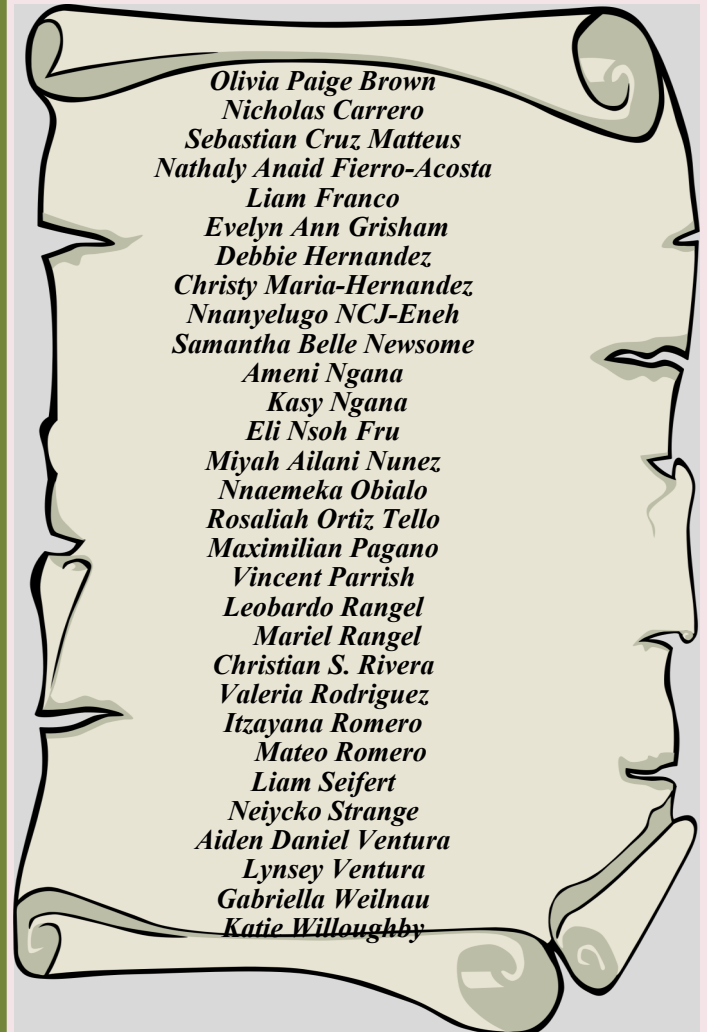 Olivia Paige Brown
Nicholas Carrero
Sebastian Cruz Matteus
Nathaly Anaid Fierro-Acosta
Liam Franco
Evelyn Ann Grisham
Debbie Hernandez
Christy Maria-Hernandez
Nnanyelugo NCJ-Eneh
Samantha Belle Newsome
Ameni Ngana
Kasy Ngana
Eli Nsoh Fru
Miyah Ailani Nunez
Nnaemeka Obialo
Rosaliah Ortiz Tello
Maximilian Pagano
Vincent Parrish
Leobardo Rangel
Mariel Rangel
Christian S. Rivera
Valeria Rodriguez
Itzayana Romero
Mateo Romero
Liam Seifert
Neiycko Strange
Aiden Daniel Ventura
Lynsey Ventura
Gabriella Weilnau
Katie Willoughby